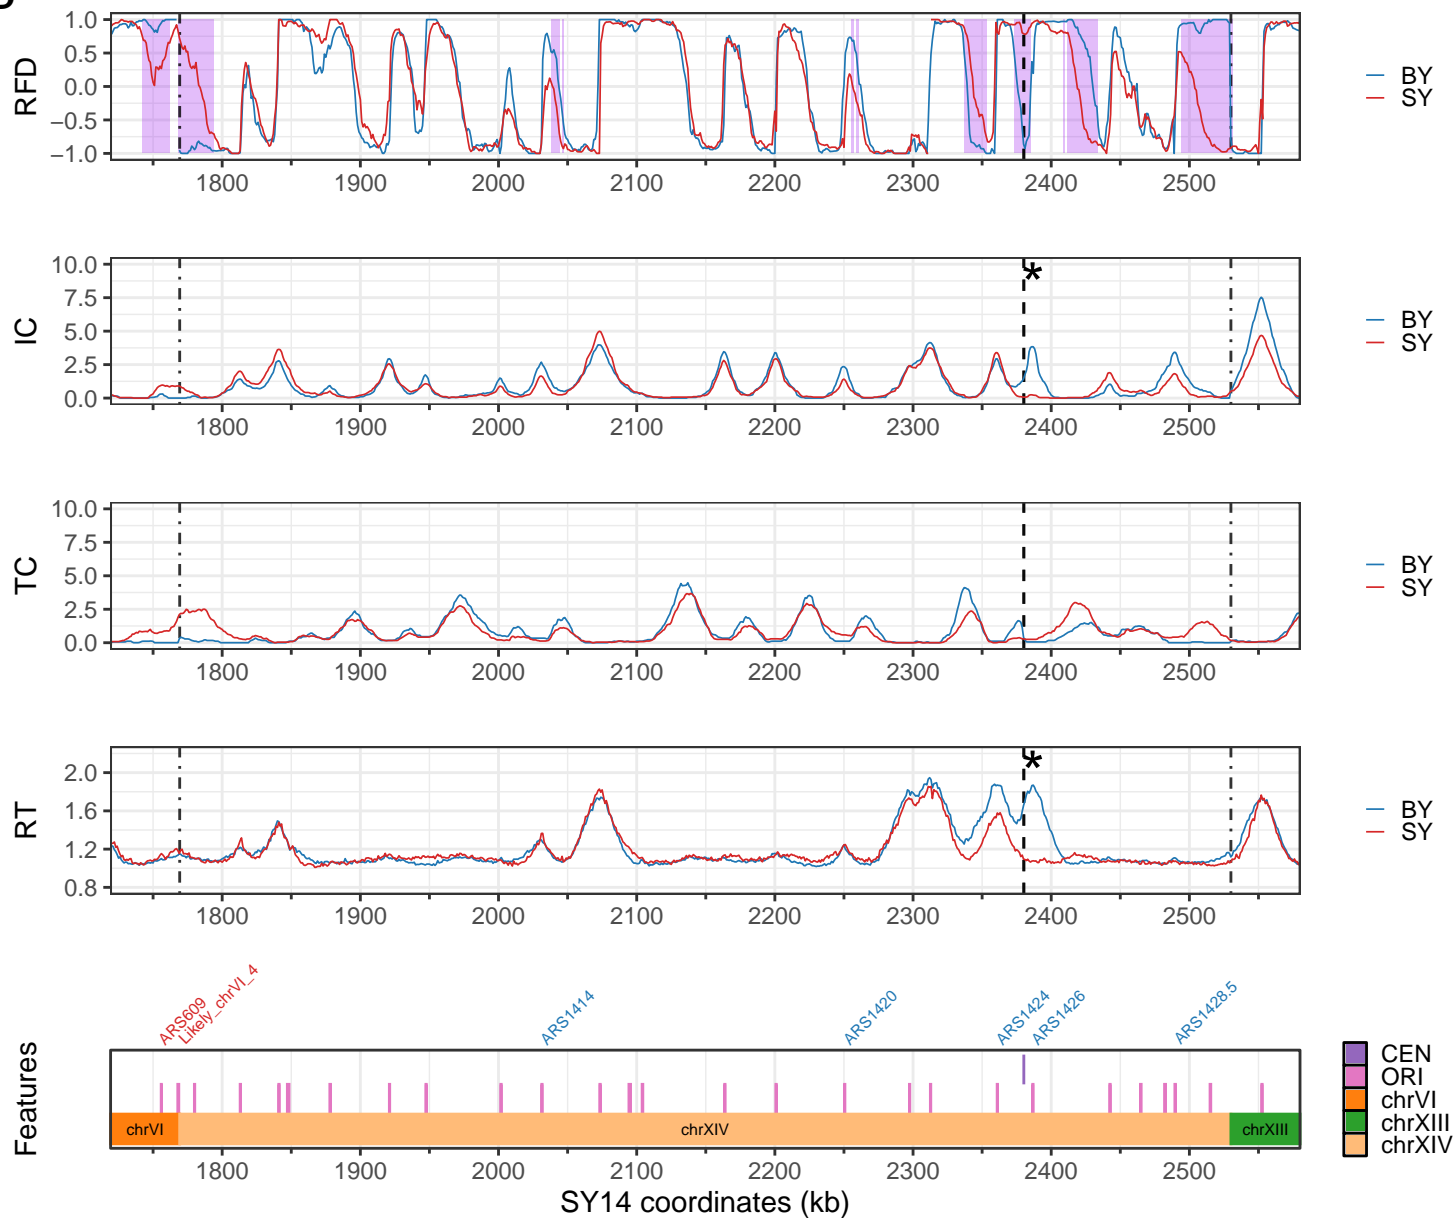 1.0
0.5
0.0
−0.5
−1.0
RFD
BY
SY
1800 1900 2000 2100 2200 2300 2400 2500
10.0
7.5
5.0
2.5
0.0
IC
*
BY
SY
1800 1900 2000 2100 2200 2300 2400 2500
10.0
7.5
5.0
2.5
0.0
TC
BY
SY
1800 1900 2000 2100 2200 2300 2400 2500
2.0
1.6
1.2
0.8
RT
*
BY
SY
1800 1900 2000 2100 2200 2300 2400 2500
ARS609
Likely_chrVI_4
ARS1414
ARS1420
ARS1424
ARS1426
ARS1428.5
Features
chrVI
chrXIV
chrXIII
CEN
ORI
chrVI
chrXIII
chrXIV
1800 1900 2000 2100 2200 2300 2400 2500
SY14 coordinates (kb)